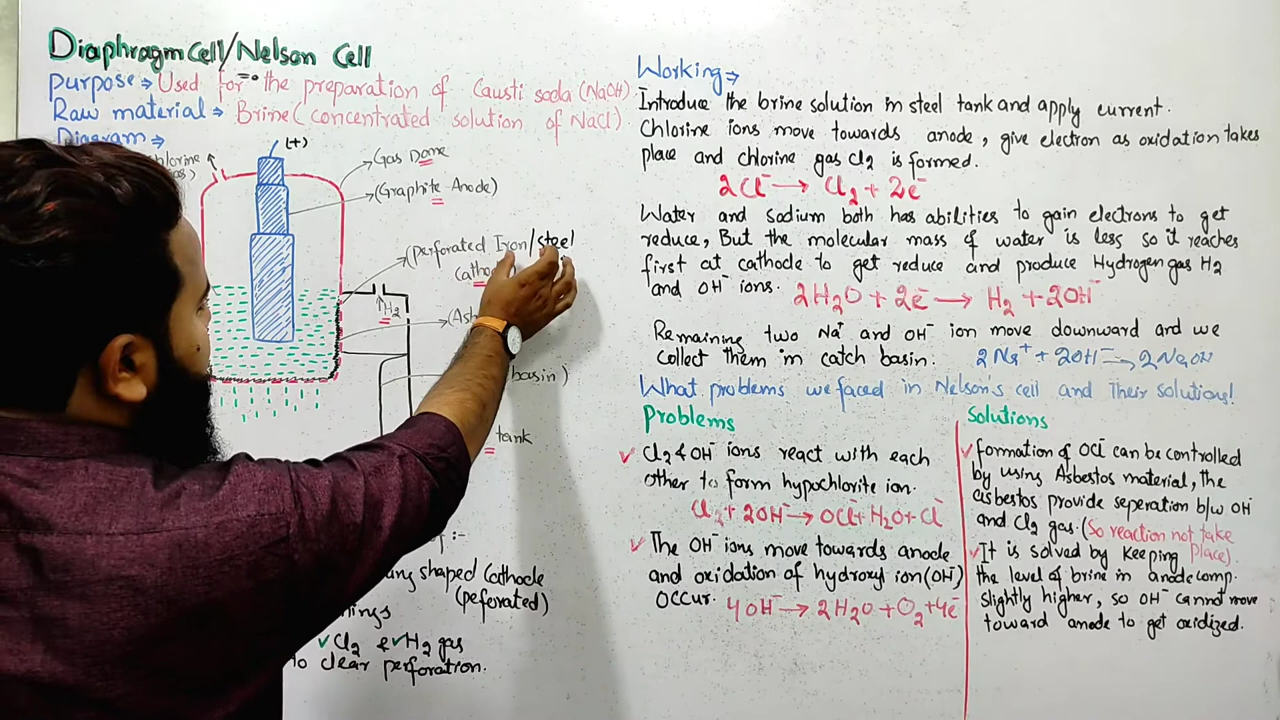 Diaphragm Cell/Nelson Cell
Purpose → Used for the preparation of Causti soda (NaOH)
Raw material → Brine (concentrated solution of NaCl)
Diagram →
(+)
Gas Dome
gas)
(Graphite Anode)
(perforated Iron/steel
H2
basin)
tank
shaped Cathode
(peferated)
✓Cl2 & ✓H2 gas
to clear perforation.
Working →
Introduce the brine solution in steel tank and apply current.
Chlorine ions move towards anode, give electron as oxidation takes
place and chlorine gas Cl2 is formed.
2Cl⁻ → Cl2 + 2e⁻
Water and Sodium both has abilities to gain electrons to get
reduce, But the molecular mass of water is less so it reaches
first at cathode to get reduce and produce Hydrogen gas H2
and OH⁻ ions. 2H2O + 2e⁻ → H2 + 2OH⁻
Remaining two Na⁺ and OH⁻ ion move downward and we
collect them in catch basin. 2Na⁺ + 2OH⁻ → 2NaOH
What problems we faced in Nelson's cell and Their solutions!
Problems
✓ Cl2 & OH⁻ ions react with each
other to form hypochlorite ion.
Cl2 + 2OH⁻ → OCl⁻ + H2O + Cl⁻
✓ The OH⁻ ions move towards anode
and oxidation of hydroxyl ion (OH⁻)
occur. 4OH⁻ → 2H2O + O2 + 4e⁻
Solutions
✓ formation of OCl⁻ can be controlled
by using Asbestos material, the
asbestos provide seperation b/w OH⁻
and Cl2 gas. (So reaction not take
place).
✓ It is solved by keeping
the level of brine in anode comp.
slightly higher, so OH⁻ cannot move
toward anode to get oxidized.